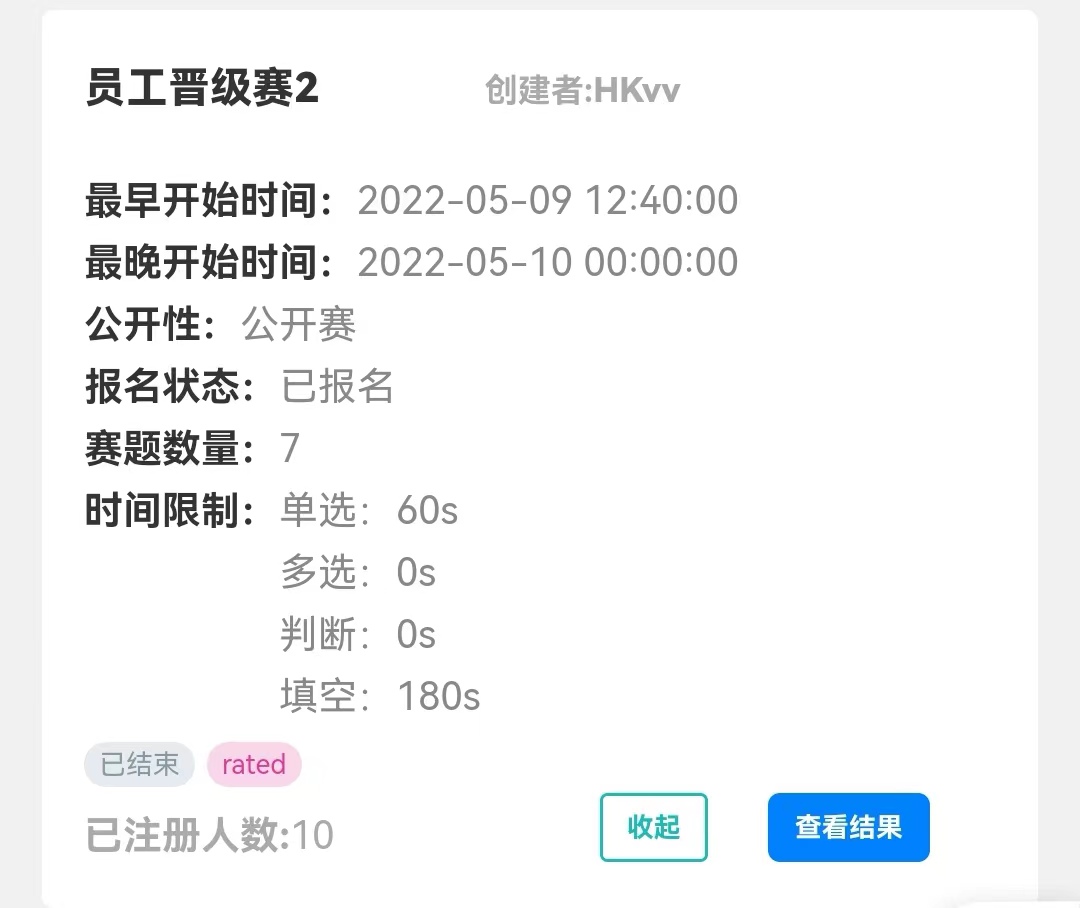 员工晋级赛2 创建者:HKvv
最早开始时间：2022-05-09 12:40:00
最晚开始时间：2022-05-10 00:00:00
公开性：公开赛
报名状态：已报名
赛题数量：7
时间限制：单选：60s
多选：0s
判断：0s
填空：180s
已结束 rated
已注册人数:10 收起 查看结果